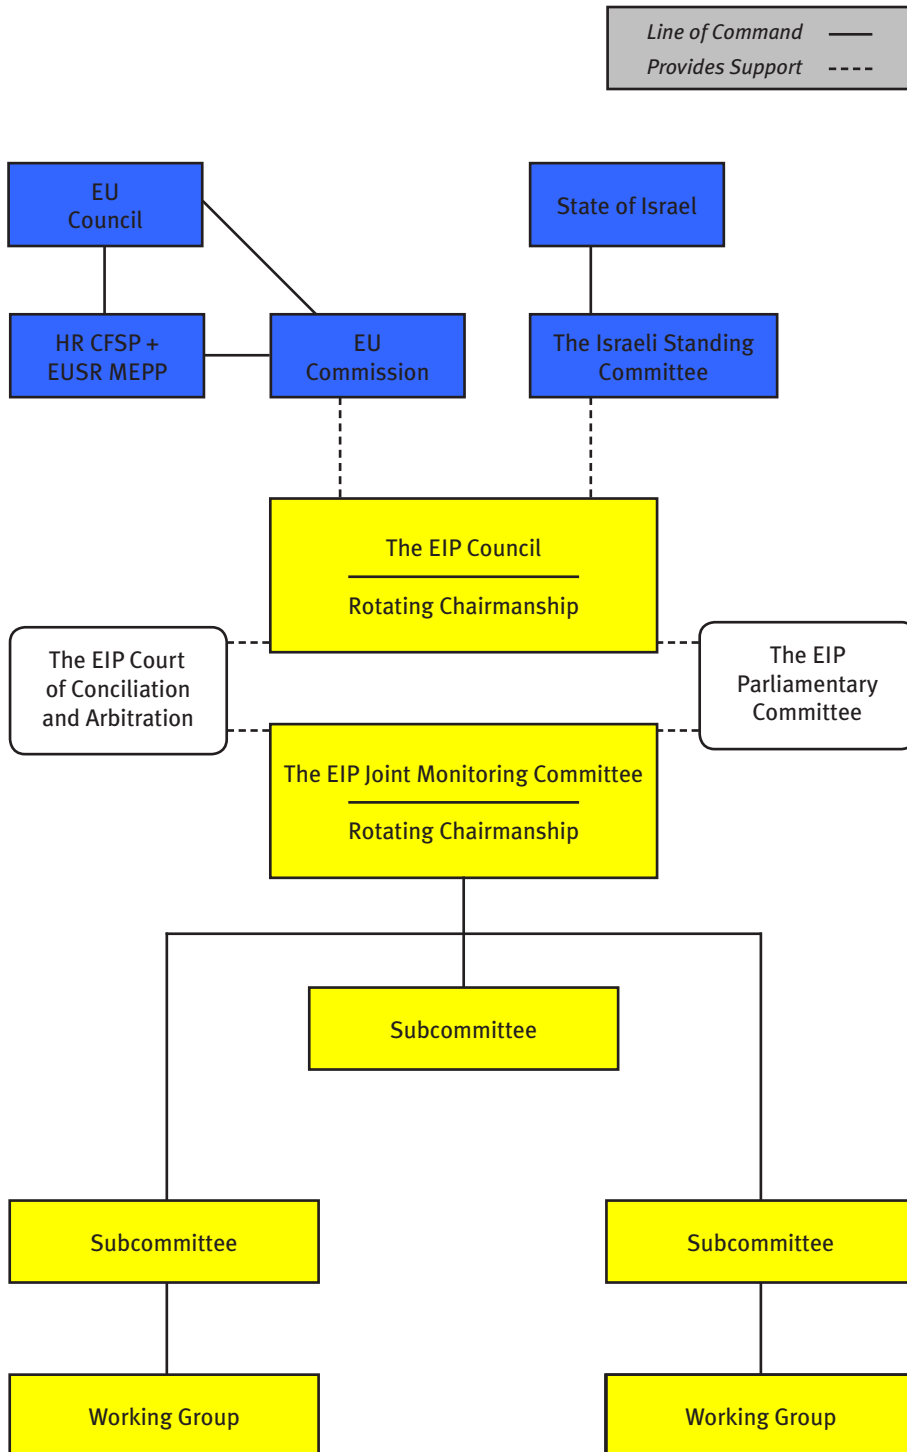 Line of Command
Provides Support
EU
Council
State of Israel
HR CFSP +
EUSR MEPP
EU
Commission
The Israeli Standing
Committee
The EIP Council
Rotating Chairmanship
The EIP Court
of Conciliation
and Arbitration
The EIP
Parliamentary
Committee
The EIP Joint Monitoring Committee
Rotating Chairmanship
Subcommittee
Subcommittee
Subcommittee
Working Group
Working Group